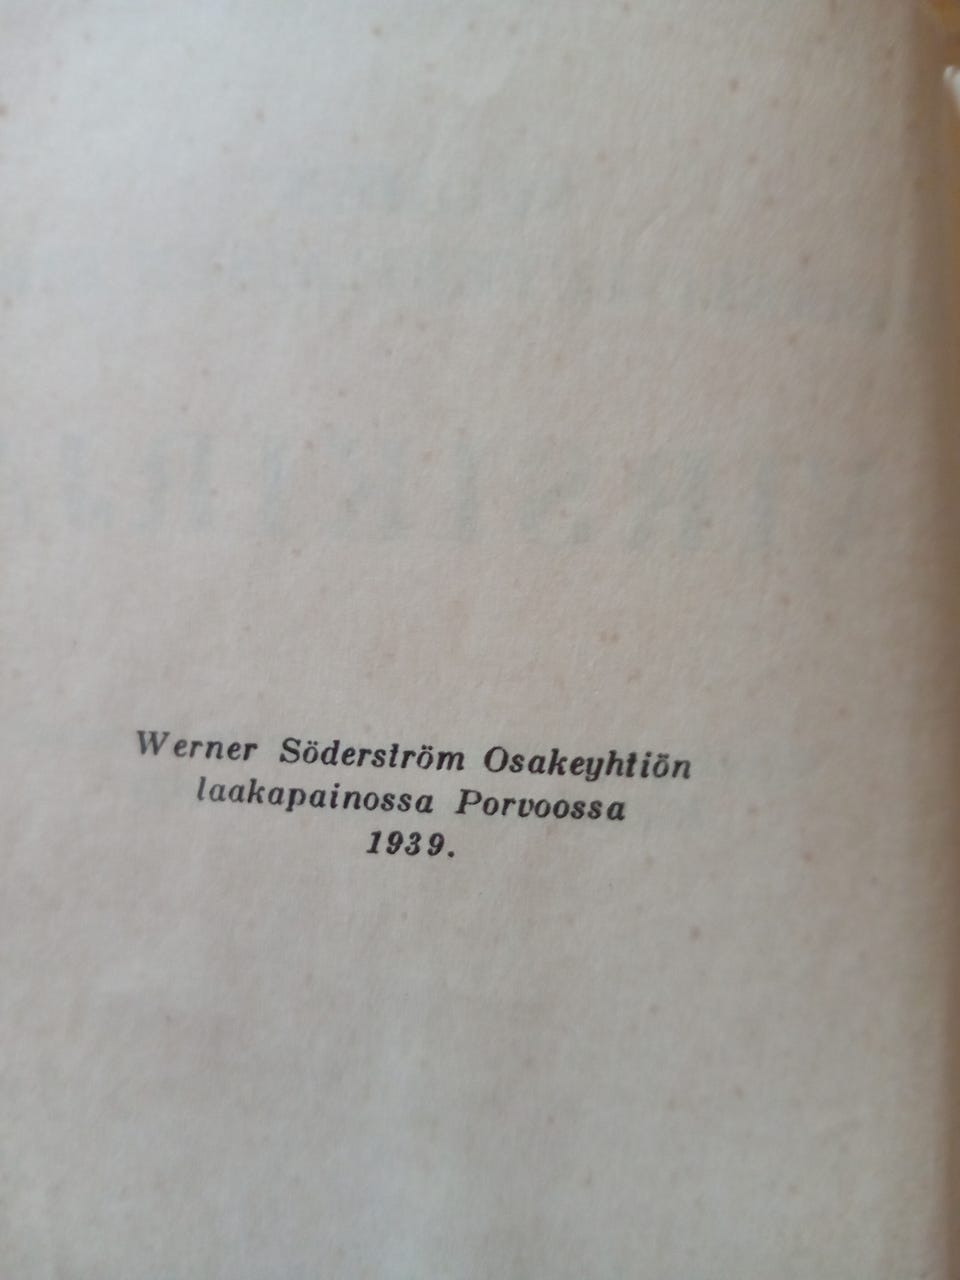 Werner Söderström Osakeyhtiön
laakapainossa Porvoossa
1939.